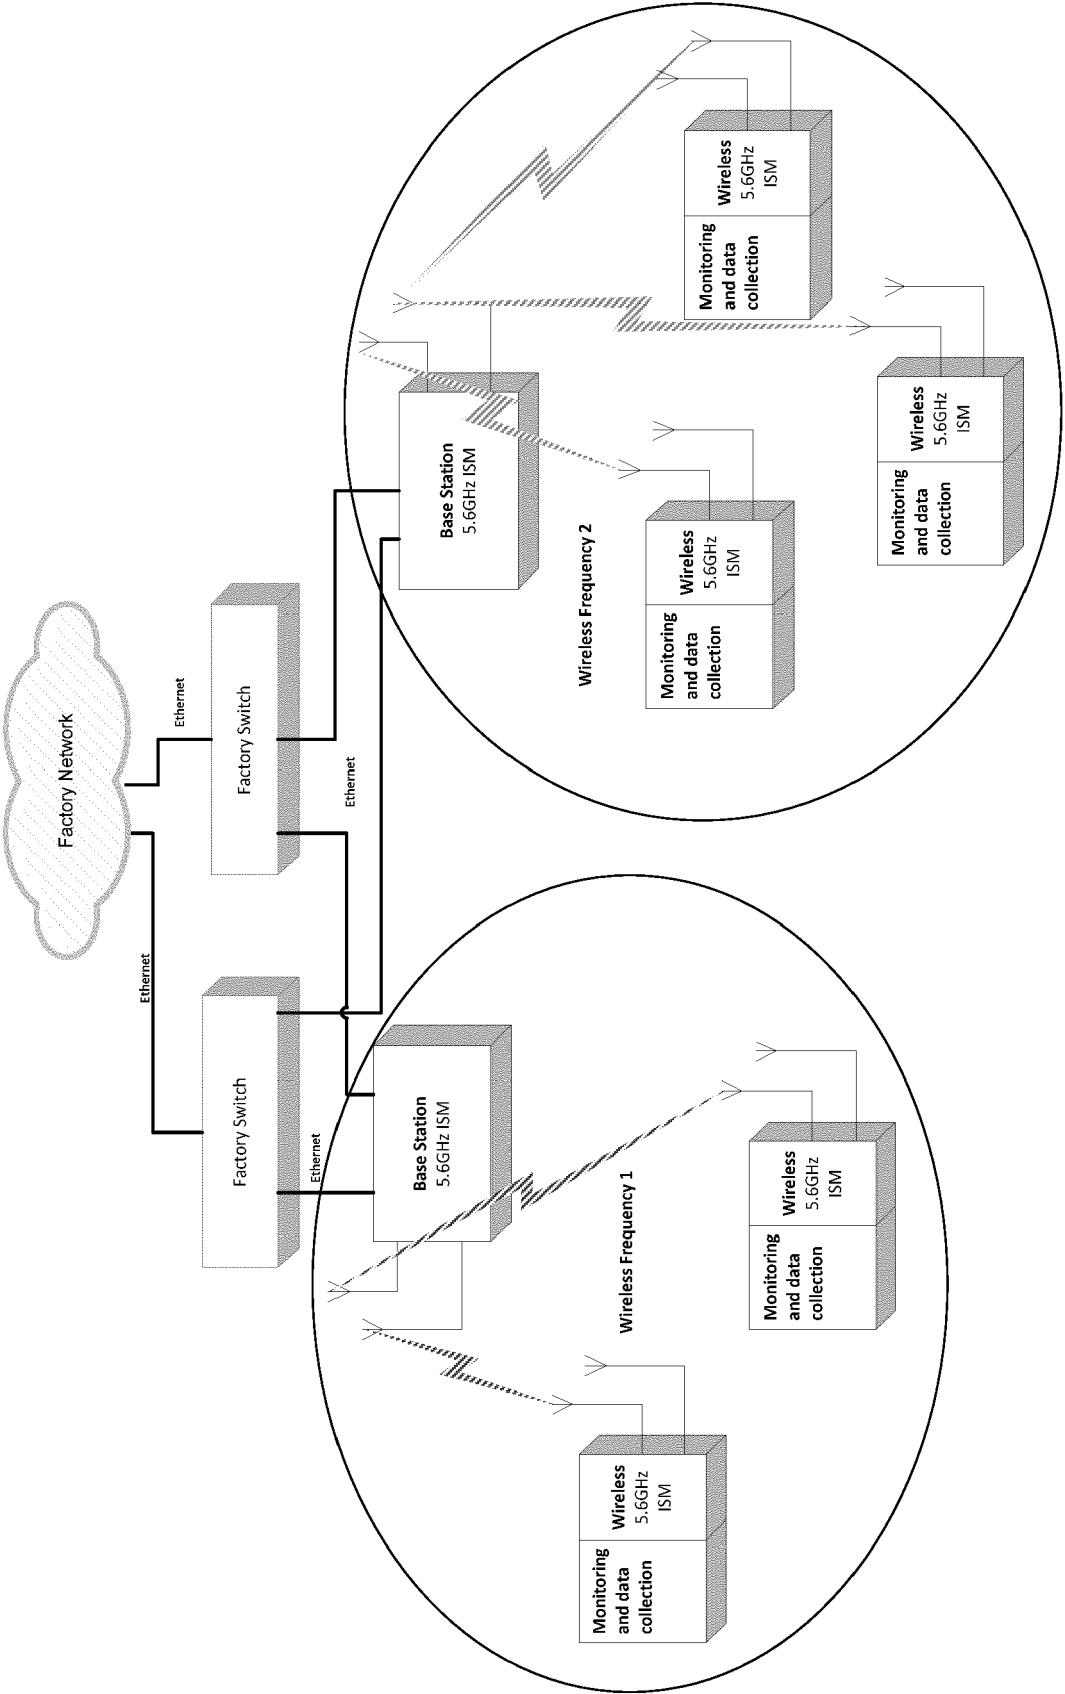 Factory Network
Ethernet
Ethernet
Factory Switch
Factory Switch
Ethernet
Ethernet
Base Station
5.6GHz ISM
Base Station
5.6GHz ISM
Wireless Frequency 1
Wireless Frequency 2
Monitoring
and data
collection
Wireless
5.6GHz
ISM
Monitoring
and data
collection
Wireless
5.6GHz
ISM
Monitoring
and data
collection
Wireless
5.6GHz
ISM
Monitoring
and data
collection
Wireless
5.6GHz
ISM
Monitoring
and data
collection
Wireless
5.6GHz
ISM